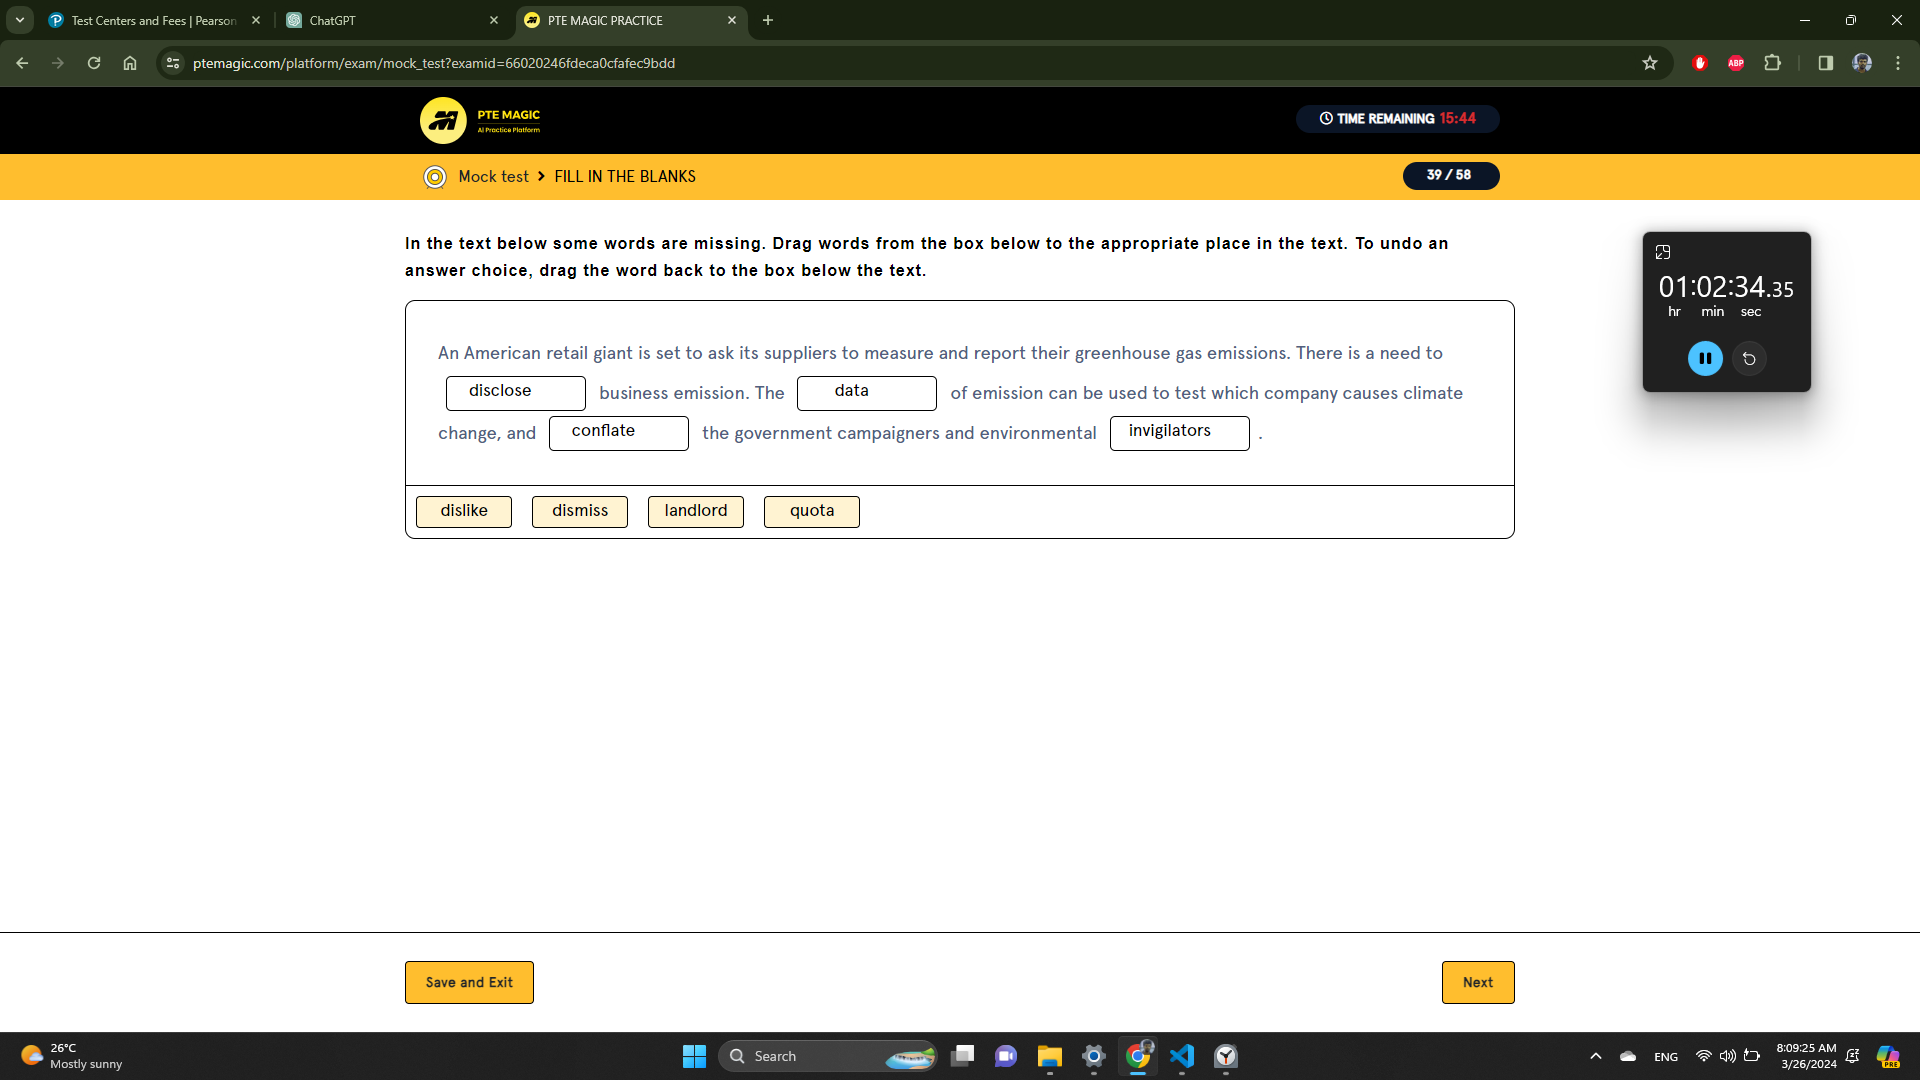 Test Centers and Fees | Pearson
ChatGPT
PTE MAGIC PRACTICE
ptemagic.com/platform/exam/mock_test?examid=66020246fdeca0cfafec9bdd
ABP
PTE MAGIC
AI Practice Platform
TIME REMAINING 15:44
Mock test > FILL IN THE BLANKS
39 / 58
In the text below some words are missing. Drag words from the box below to the appropriate place in the text. To undo an
answer choice, drag the word back to the box below the text.
01:02:34.35
hr min sec
An American retail giant is set to ask its suppliers to measure and report their greenhouse gas emissions. There is a need to
disclose business emission. The data of emission can be used to test which company causes climate
change, and conflate the government campaigners and environmental invigilators .
dislike dismiss landlord quota
Save and Exit
Next
26°C
Mostly sunny
Search
ENG
8:09:25 AM
3/26/2024
PRE